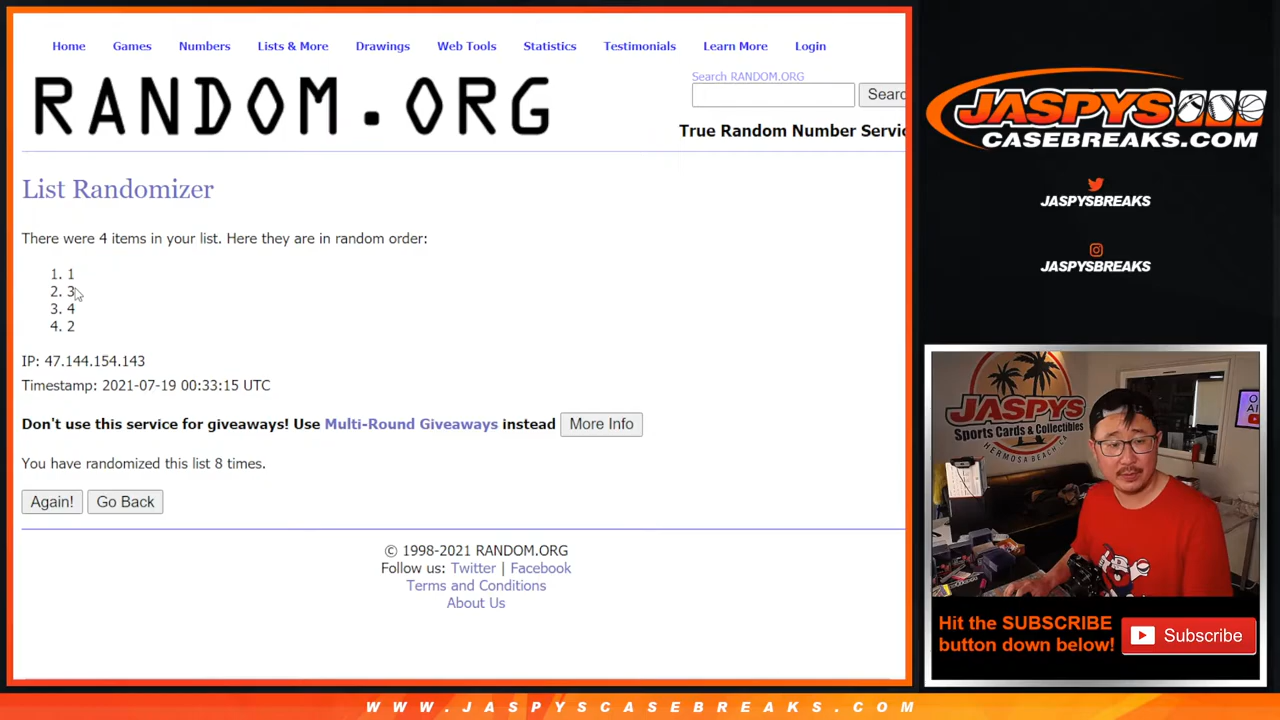 Home Games Numbers Lists & More Drawings Web Tools Statistics Testimonials Learn More Login
RANDOM.ORG
Search RANDOM.ORG
Searc
True Random Number Servic
List Randomizer
There were 4 items in your list. Here they are in random order:
1. 1
2. 3
3. 4
4. 2
IP: 47.144.154.143
Timestamp: 2021-07-19 00:33:15 UTC
Don't use this service for giveaways! Use Multi-Round Giveaways instead More Info
You have randomized this list 8 times.
Again! Go Back
© 1998-2021 RANDOM.ORG
Follow us: Twitter | Facebook
Terms and Conditions
About Us
JASPYS
CASEBREAKS.COM
JASPYSBREAKS
JASPYSBREAKS
JASPYS
Sports Cards & Collectibles
HERMOSA BEACH, CA
Hit the SUBSCRIBE
button down below!
Subscribe
WWW.JASPYSCASEBREAKS.COM